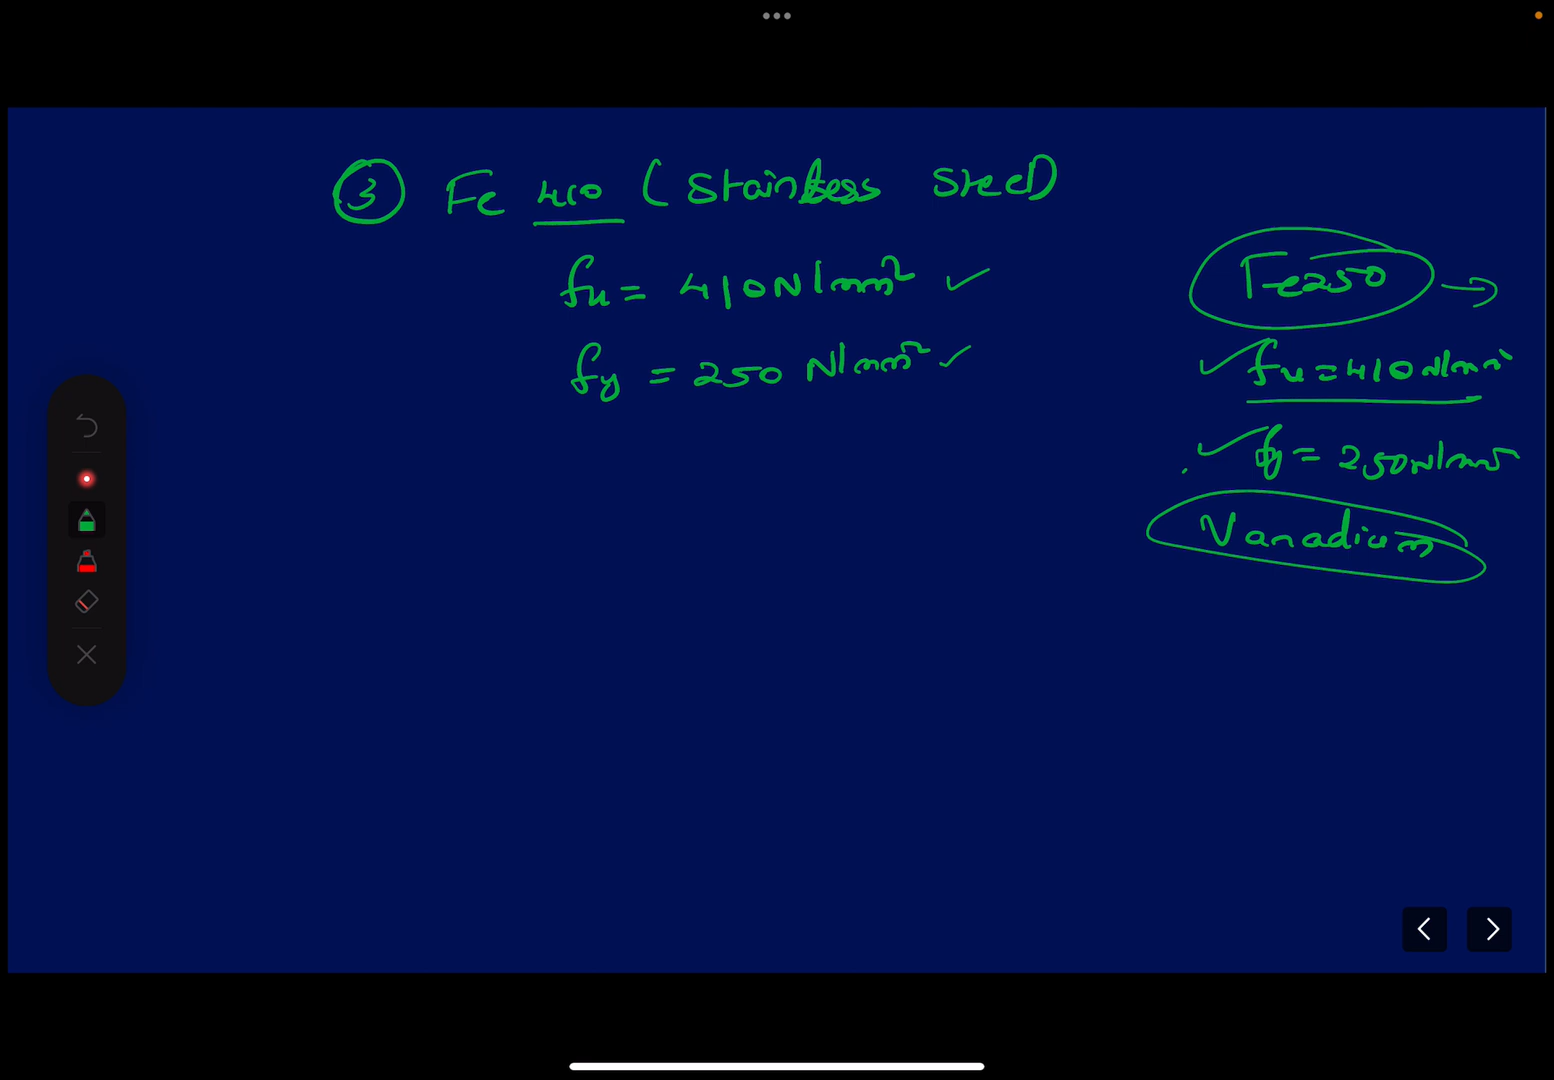 ③ Fe 410 (Stainless Steel)
fu = 410 N/mm²
fy = 250 N/mm²
Fe250 →
fu = 410 N/mm²
fy = 250 N/mm²
Vanadium